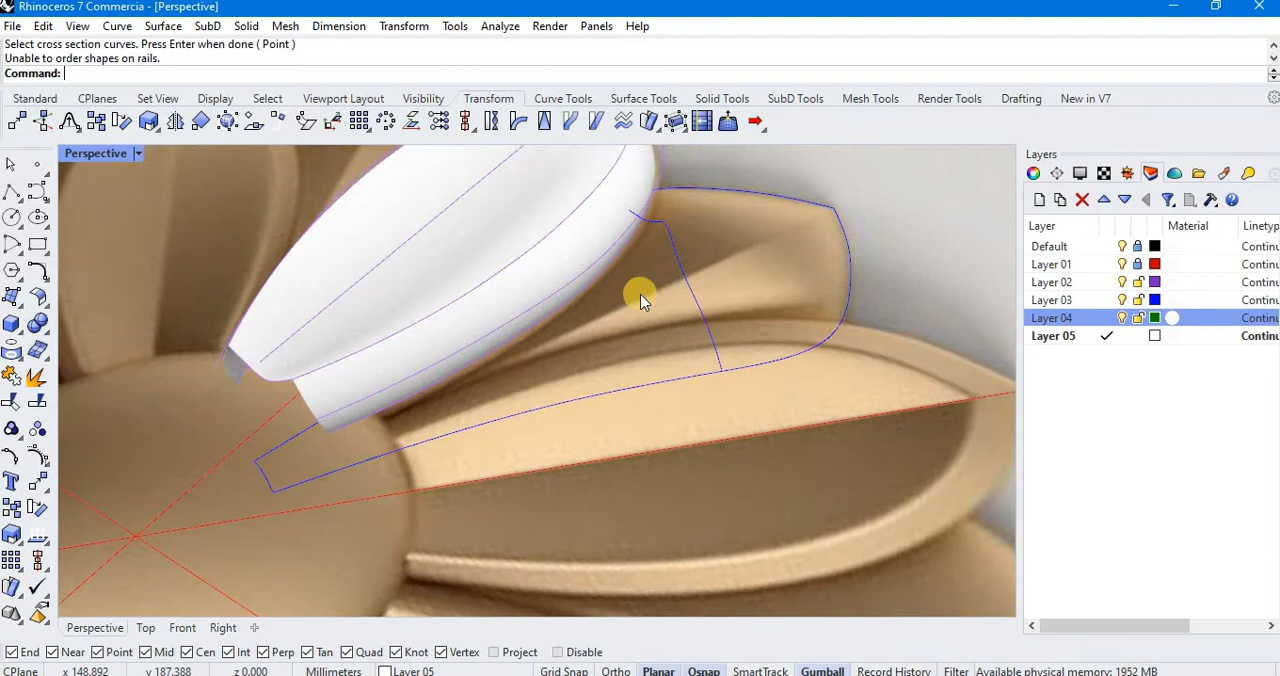 Rhinoceros 7 Commercia - [Perspective]
File Edit View Curve Surface SubD Solid Mesh Dimension Transform Tools Analyze Render Panels Help
Select cross section curves. Press Enter when done ( Point )
Unable to order shapes on rails.
Command:
Standard CPlanes Set View Display Select Viewport Layout Visibility Transform Curve Tools Surface Tools Solid Tools SubD Tools Mesh Tools Render Tools Drafting New in V7
Perspective
Layers
Layer Material Linetyp
Default Continu
Layer 01 Continu
Layer 02 Continu
Layer 03 Continu
Layer 04 Continu
Layer 05 Continu
Perspective Top Front Right
End Near Point Mid Cen Int Perp Tan Quad Knot Vertex Project Disable
CPlane x 148.892 y 187.388 z 0.000 Millimeters Layer 05 Grid Snap Ortho Planar Osnap SmartTrack Gumball Record History Filter Available physical memory: 1952 MB